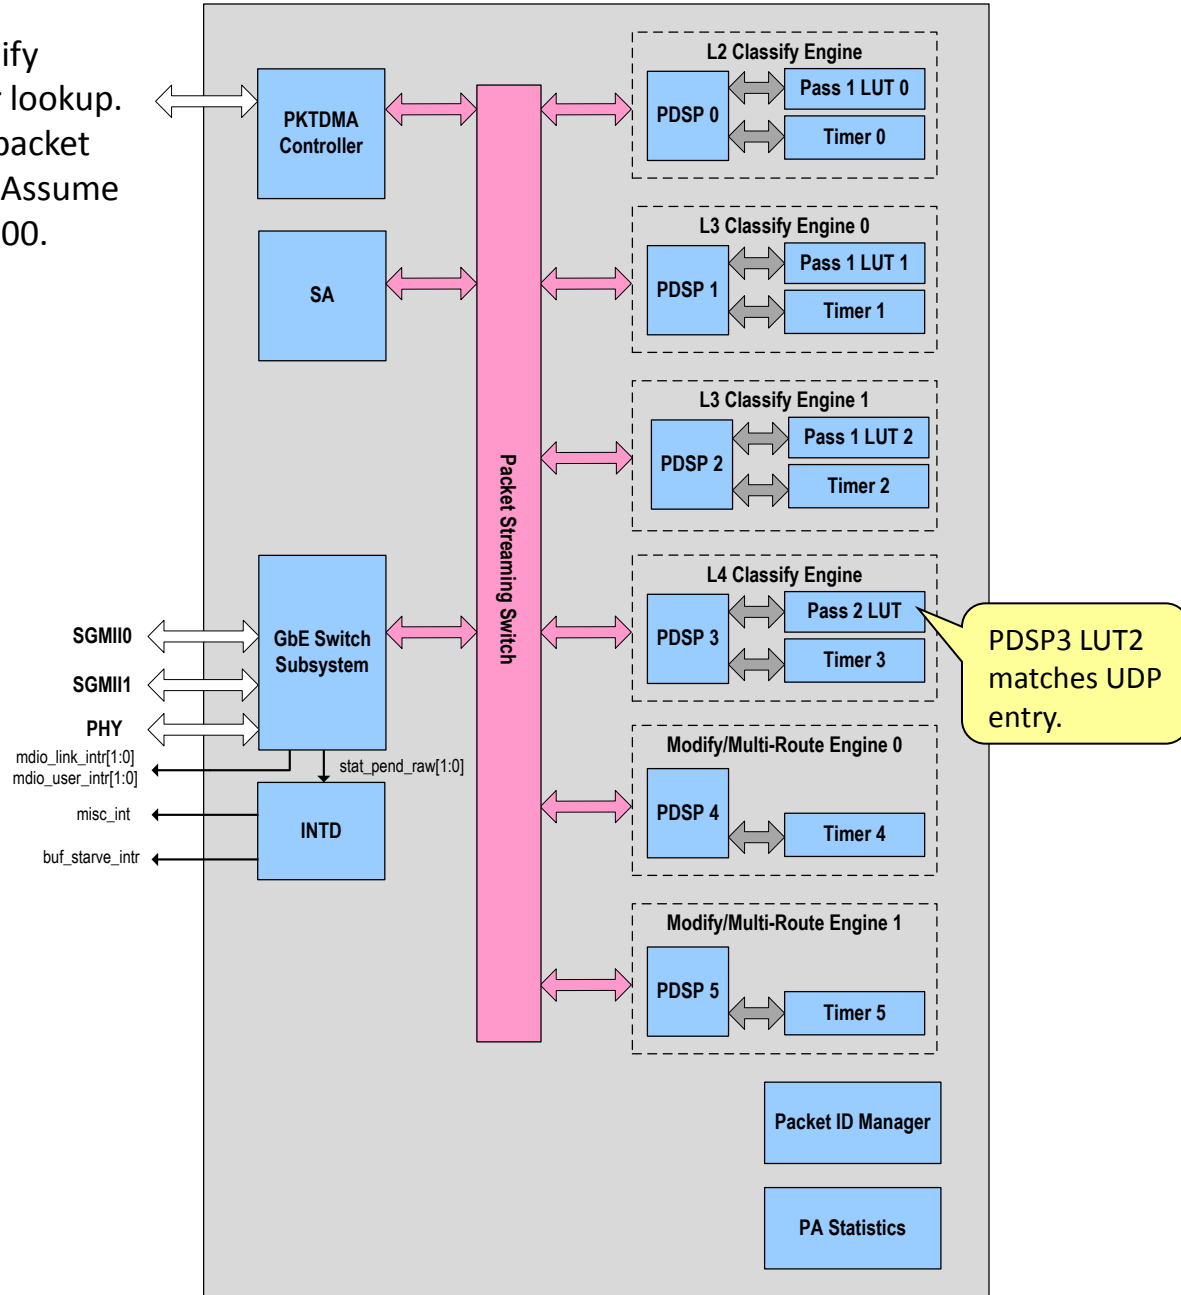 ify
r lookup.
packet
Assume
00.
PKTDMA
Controller
SA
GbE Switch
Subsystem
INTD
SGMII0
SGMII1
PHY
mdio_link_intr[1:0]
mdio_user_intr[1:0]
stat_pend_raw[1:0]
misc_int
buf_starve_intr
Packet Streaming Switch
L2 Classify Engine
PDSP 0
Pass 1 LUT 0
Timer 0
L3 Classify Engine 0
PDSP 1
Pass 1 LUT 1
Timer 1
L3 Classify Engine 1
PDSP 2
Pass 1 LUT 2
Timer 2
L4 Classify Engine
PDSP 3
Pass 2 LUT
Timer 3
PDSP3 LUT2
matches UDP
entry.
Modify/Multi-Route Engine 0
PDSP 4
Timer 4
Modify/Multi-Route Engine 1
PDSP 5
Timer 5
Packet ID Manager
PA Statistics